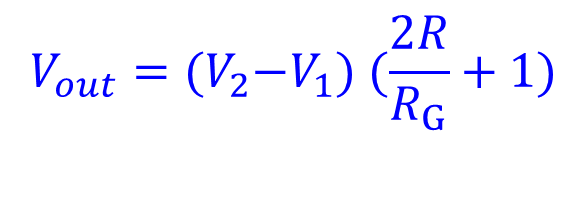 V_out = (V_2−V_1) (2R/R_G + 1)